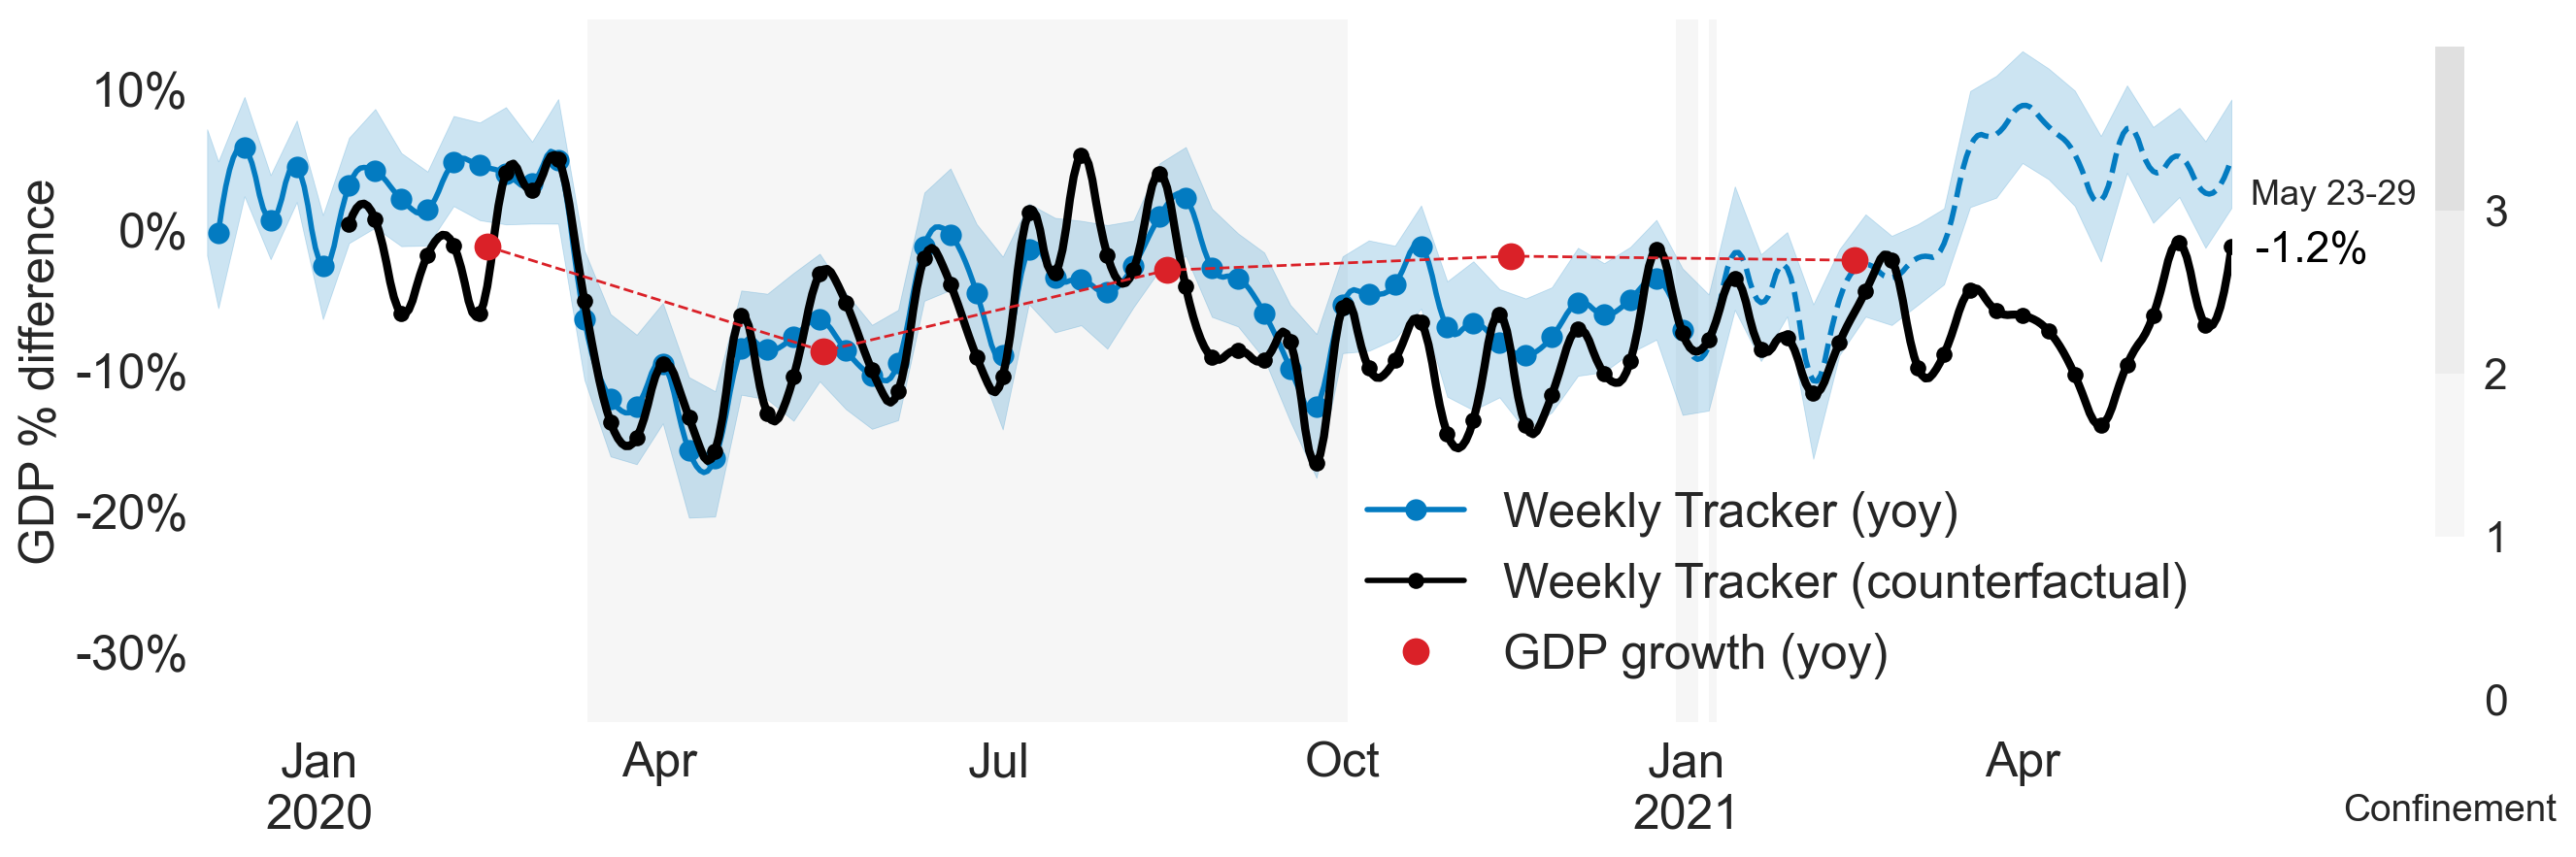 GDP % difference
10%
0%
-10%
-20%
-30%
May 23-29
-1.2%
Weekly Tracker (yoy)
Weekly Tracker (counterfactual)
GDP growth (yoy)
3
2
1
0
Jan
2020
Apr
Jul
Oct
Jan
2021
Apr
Confinement